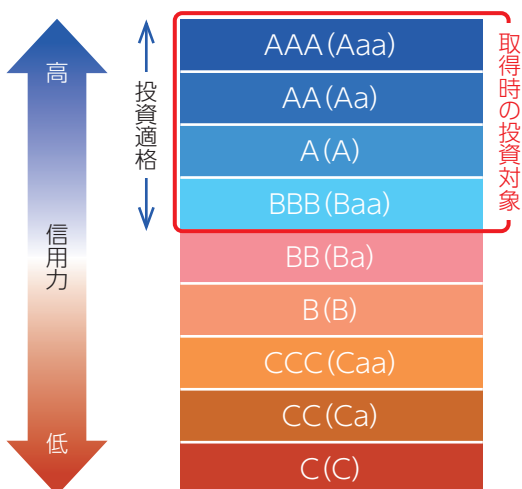 高
信用力
低
投資適格
AAA(Aaa)
AA(Aa)
A(A)
BBB(Baa)
BB(Ba)
B(B)
CCC(Caa)
CC(Ca)
C(C)
取得時の投資対象